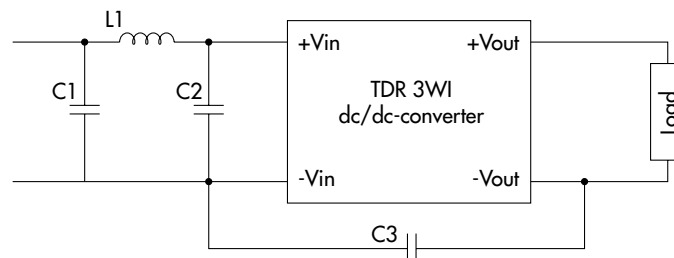 L1
+Vin
+Vout
C1
C2
TDR 3WI
dc/dc-converter
Load
-Vin
-Vout
C3